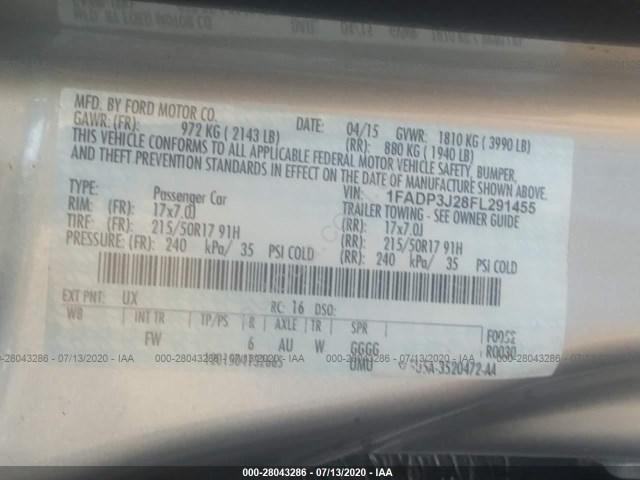 MFD. BY FORD MOTOR CO.
DATE: 04/15 GVWR: 1810 KG ( 3990 LB)
GAWR: (FR): 972 KG ( 2143 LB) (RR): 880 KG ( 1940 LB)
THIS VEHICLE CONFORMS TO ALL APPLICABLE FEDERAL MOTOR VEHICLE SAFETY, BUMPER,
AND THEFT PREVENTION STANDARDS IN EFFECT ON THE DATE OF MANUFACTURE SHOWN ABOVE.
TYPE: Passenger Car VIN: 1FADP3J28FL291455
TRAILER TOWING - SEE OWNER GUIDE
RIM: (FR): 17x7.0J (RR): 17x7.0J
TIRE: (FR): 215/50R17 91H (RR): 215/50R17 91H
PRESSURE: (FR): 240 kPa/ 35 PSI COLD (RR): 240 kPa/ 35 PSI COLD
EXT PNT: UX RC: 16 DSO:
WB INT TR TP/PS R AXLE TR SPR F0052
FW 6 AU W GGGG R0030
UMU
000-28043286 - 07/13/2020 - IAA 000-28043286 - 07/13/2020 - IAA
5A-3520472-AA
000-28043286 - 07/13/2020 - IAA